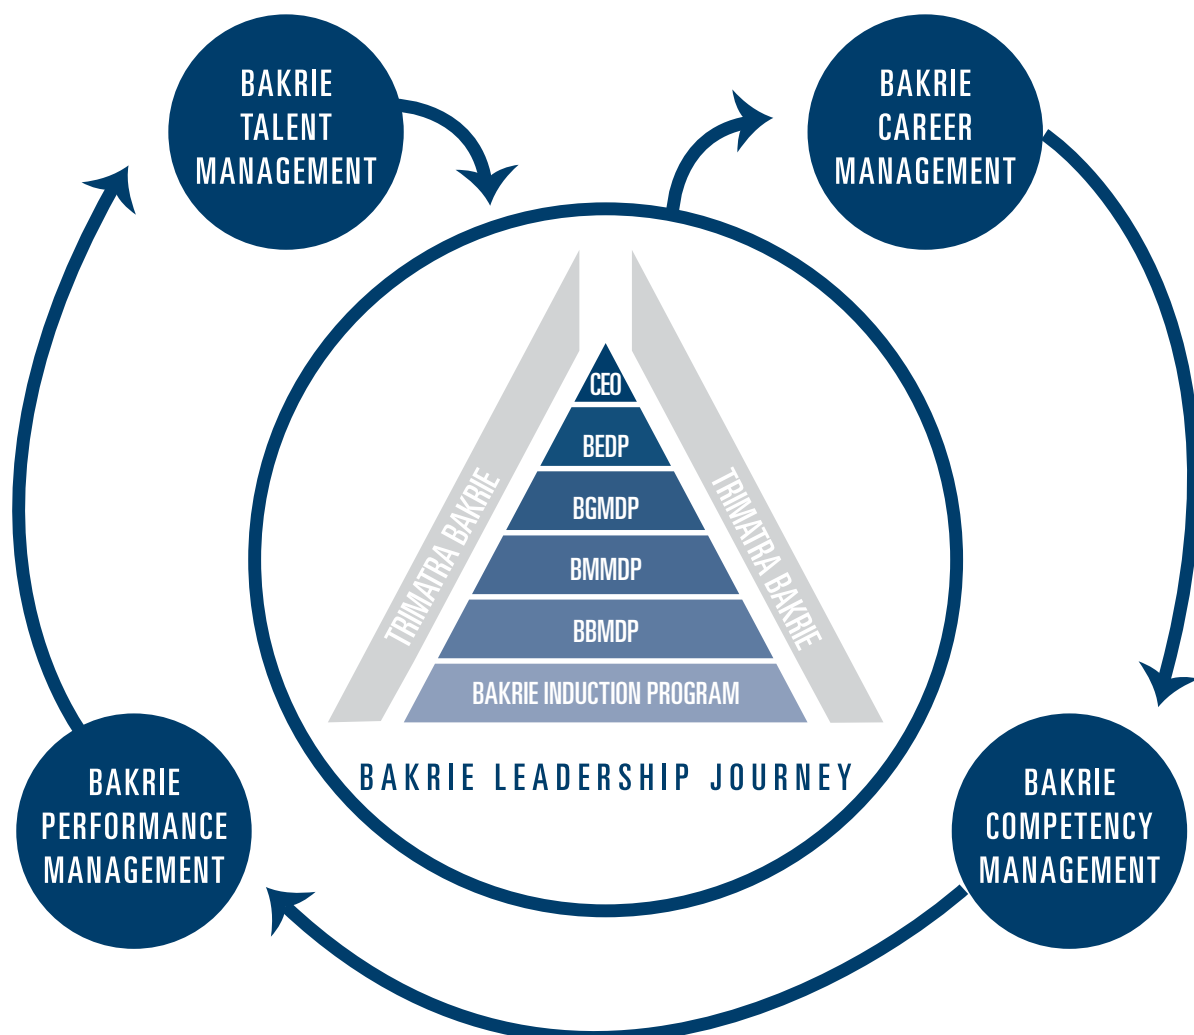 BAKRIE
TALENT
MANAGEMENT
BAKRIE
CAREER
MANAGEMENT
CEO
BEDP
BGMDP
BMMDP
BBMDP
BAKRIE INDUCTION PROGRAM
TRIMATRA BAKRIE
TRIMATRA BAKRIE
BAKRIE LEADERSHIP JOURNEY
BAKRIE
PERFORMANCE
MANAGEMENT
BAKRIE
COMPETENCY
MANAGEMENT